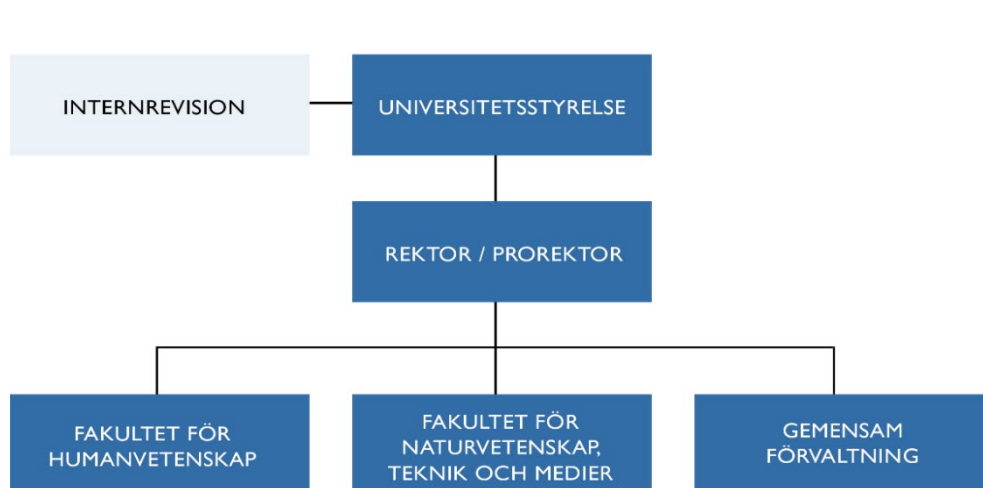 INTERNREVISION
UNIVERSITETSSTYRELSE
REKTOR / PROREKTOR
FAKULTET FÖR
HUMANVETENSKAP
FAKULTET FÖR
NATURVETENSKAP,
TEKNIK OCH MEDIER
GEMENSAM
FÖRVALTNING